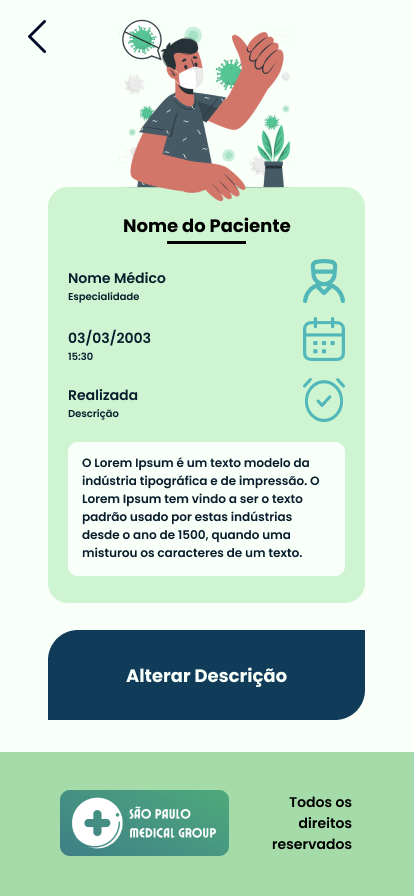 Nome do Paciente
Nome Médico
Especialidade
03/03/2003
15:30
Realizada
Descrição
O Lorem Ipsum é um texto modelo da
indústria tipográfica e de impressão. O
Lorem Ipsum tem vindo a ser o texto
padrão usado por estas indústrias
desde o ano de 1500, quando uma
misturou os caracteres de um texto.
Alterar Descrição
SÃO PAULO
MEDICAL GROUP
Todos os
direitos
reservados